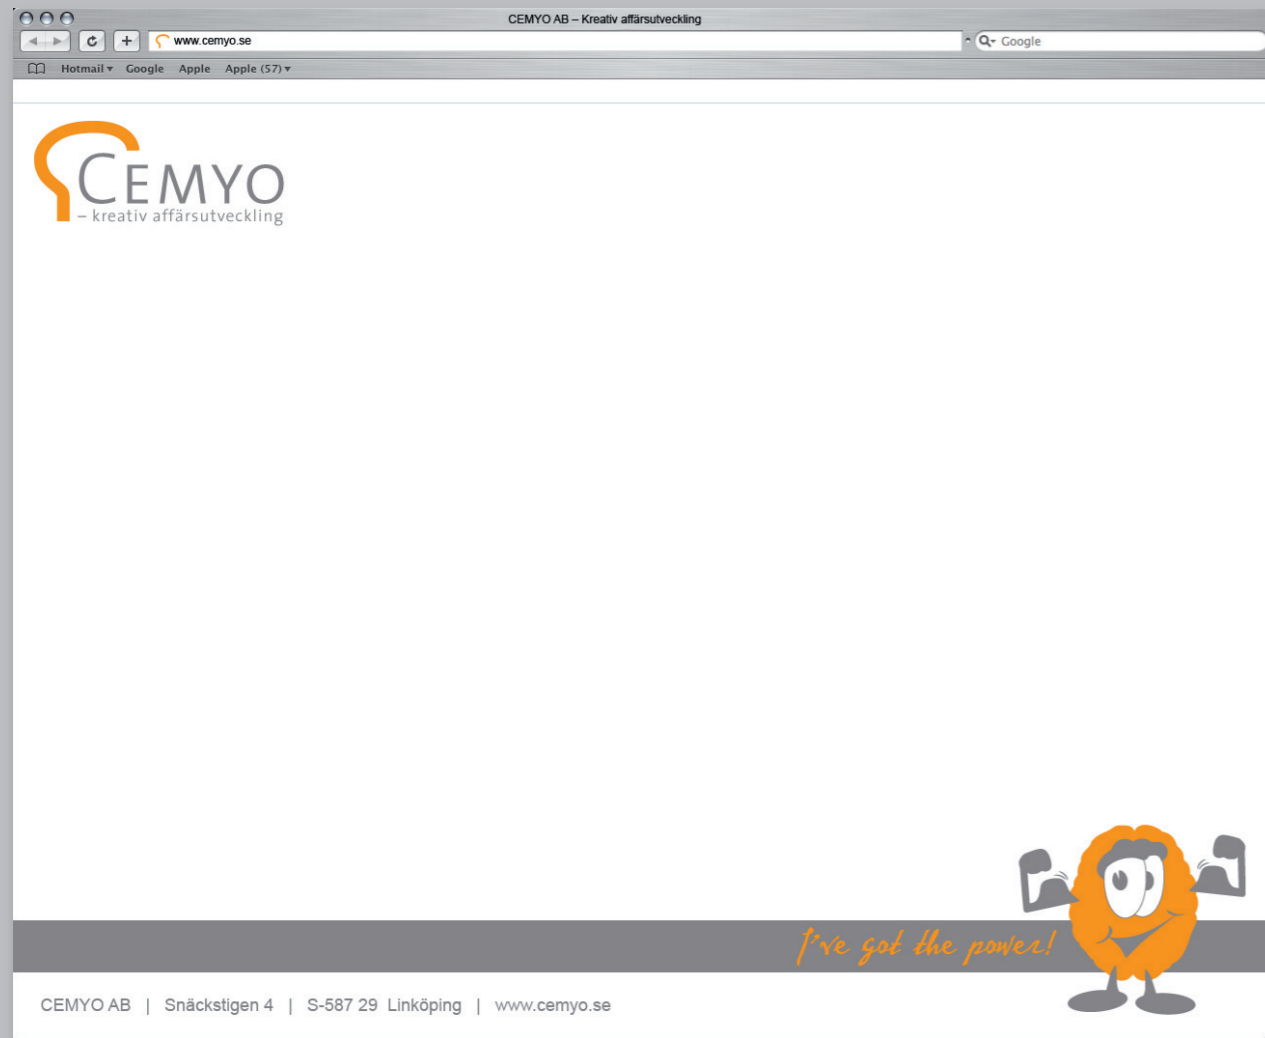 CEMYO AB – Kreativ affärsutveckling
www.cemyo.se
Google
Hotmail Google Apple Apple (57)
CEMYO
– kreativ affärsutveckling
I've got the power!
CEMYO AB | Snäckstigen 4 | S-587 29 Linköping | www.cemyo.se